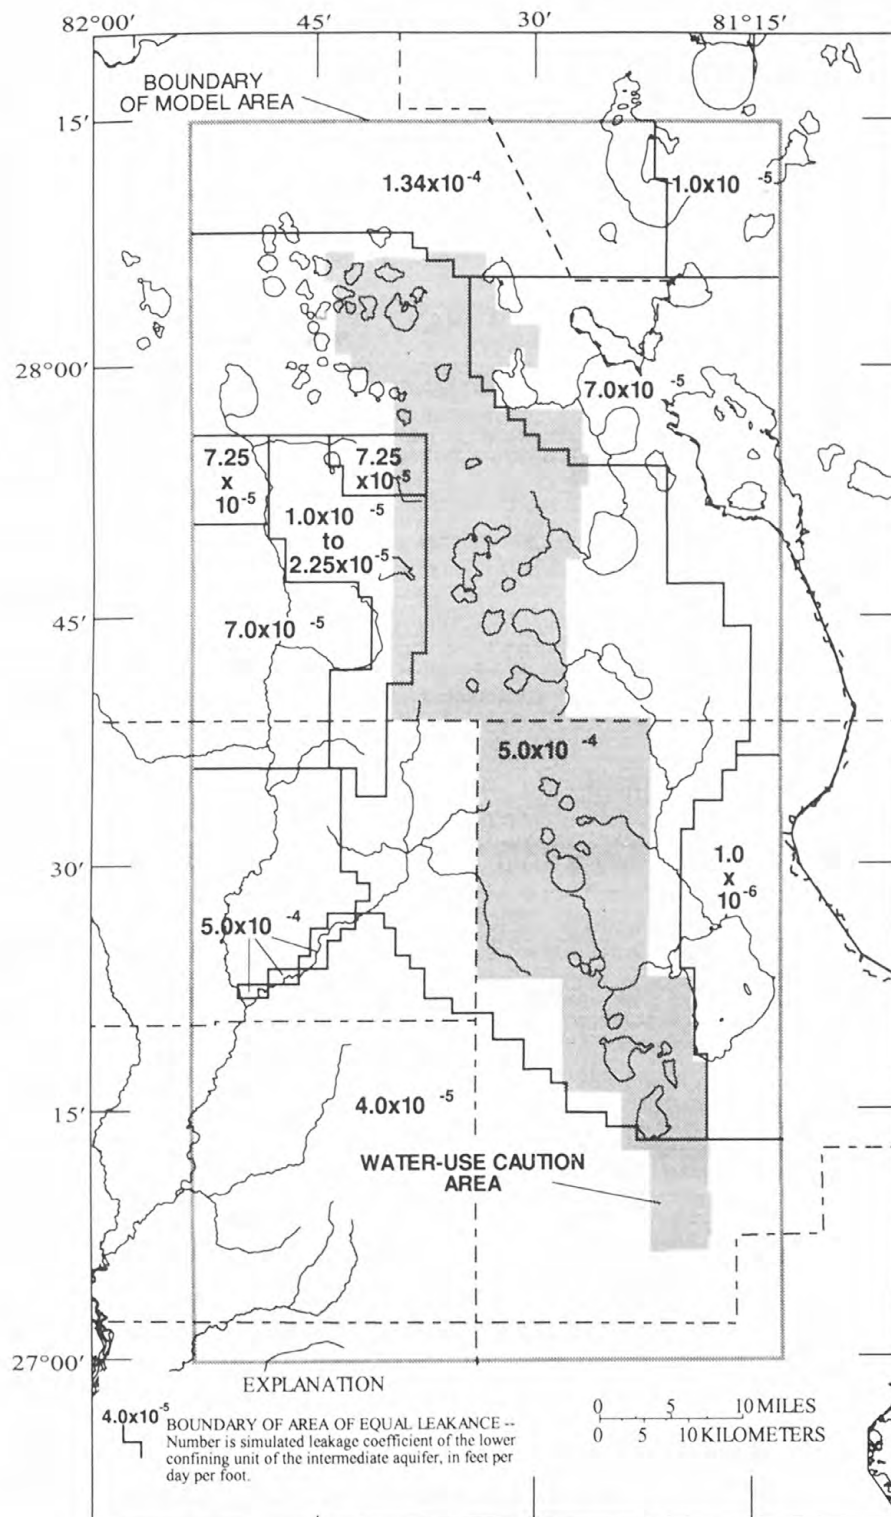 82°00′ 45′ 30′ 81°15′
BOUNDARY
OF MODEL AREA
15′
1.34x10 -4
1.0x10 -5
28°00′
7.0x10 -5
7.25
x
10-5
7.25
x10-5
1.0x10 -5
to
2.25x10-5
45′
7.0x10 -5
5.0x10 -4
30′
1.0
x
10-6
5.0x10 -4
15′
4.0x10 -5
WATER-USE CAUTION
AREA
27°00′
EXPLANATION
4.0x10-5
BOUNDARY OF AREA OF EQUAL LEAKANCE --
Number is simulated leakage coefficient of the lower
confining unit of the intermediate aquifer, in feet per
day per foot.
0 5 10 MILES
0 5 10 KILOMETERS